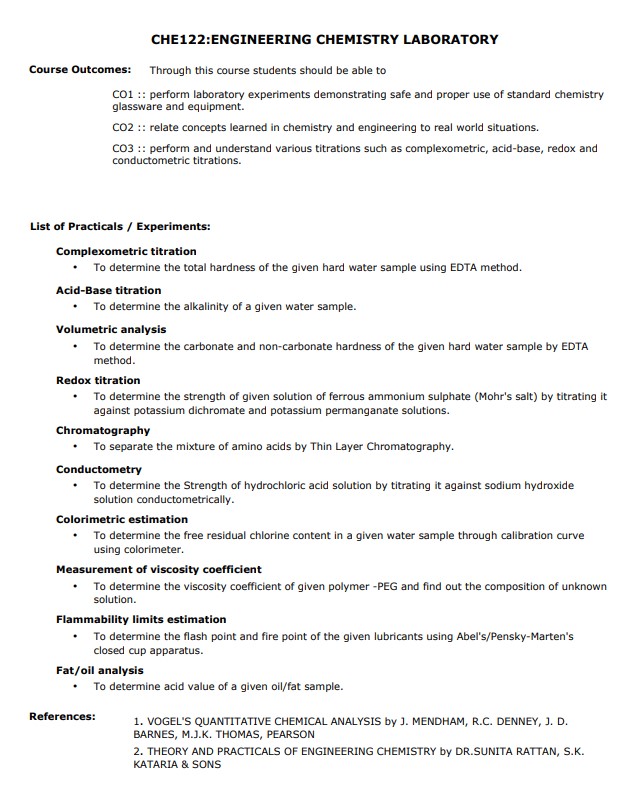 CHE122:ENGINEERING CHEMISTRY LABORATORY
Course Outcomes: Through this course students should be able to
CO1 :: perform laboratory experiments demonstrating safe and proper use of standard chemistry
glassware and equipment.
CO2 :: relate concepts learned in chemistry and engineering to real world situations.
CO3 :: perform and understand various titrations such as complexometric, acid-base, redox and
conductometric titrations.
List of Practicals / Experiments:
Complexometric titration
• To determine the total hardness of the given hard water sample using EDTA method.
Acid-Base titration
• To determine the alkalinity of a given water sample.
Volumetric analysis
• To determine the carbonate and non-carbonate hardness of the given hard water sample by EDTA
method.
Redox titration
• To determine the strength of given solution of ferrous ammonium sulphate (Mohr's salt) by titrating it
against potassium dichromate and potassium permanganate solutions.
Chromatography
• To separate the mixture of amino acids by Thin Layer Chromatography.
Conductometry
• To determine the Strength of hydrochloric acid solution by titrating it against sodium hydroxide
solution conductometrically.
Colorimetric estimation
• To determine the free residual chlorine content in a given water sample through calibration curve
using colorimeter.
Measurement of viscosity coefficient
• To determine the viscosity coefficient of given polymer -PEG and find out the composition of unknown
solution.
Flammability limits estimation
• To determine the flash point and fire point of the given lubricants using Abel's/Pensky-Marten's
closed cup apparatus.
Fat/oil analysis
• To determine acid value of a given oil/fat sample.
References:
1. VOGEL'S QUANTITATIVE CHEMICAL ANALYSIS by J. MENDHAM, R.C. DENNEY, J. D.
BARNES, M.J.K. THOMAS, PEARSON
2. THEORY AND PRACTICALS OF ENGINEERING CHEMISTRY by DR.SUNITA RATTAN, S.K.
KATARIA & SONS